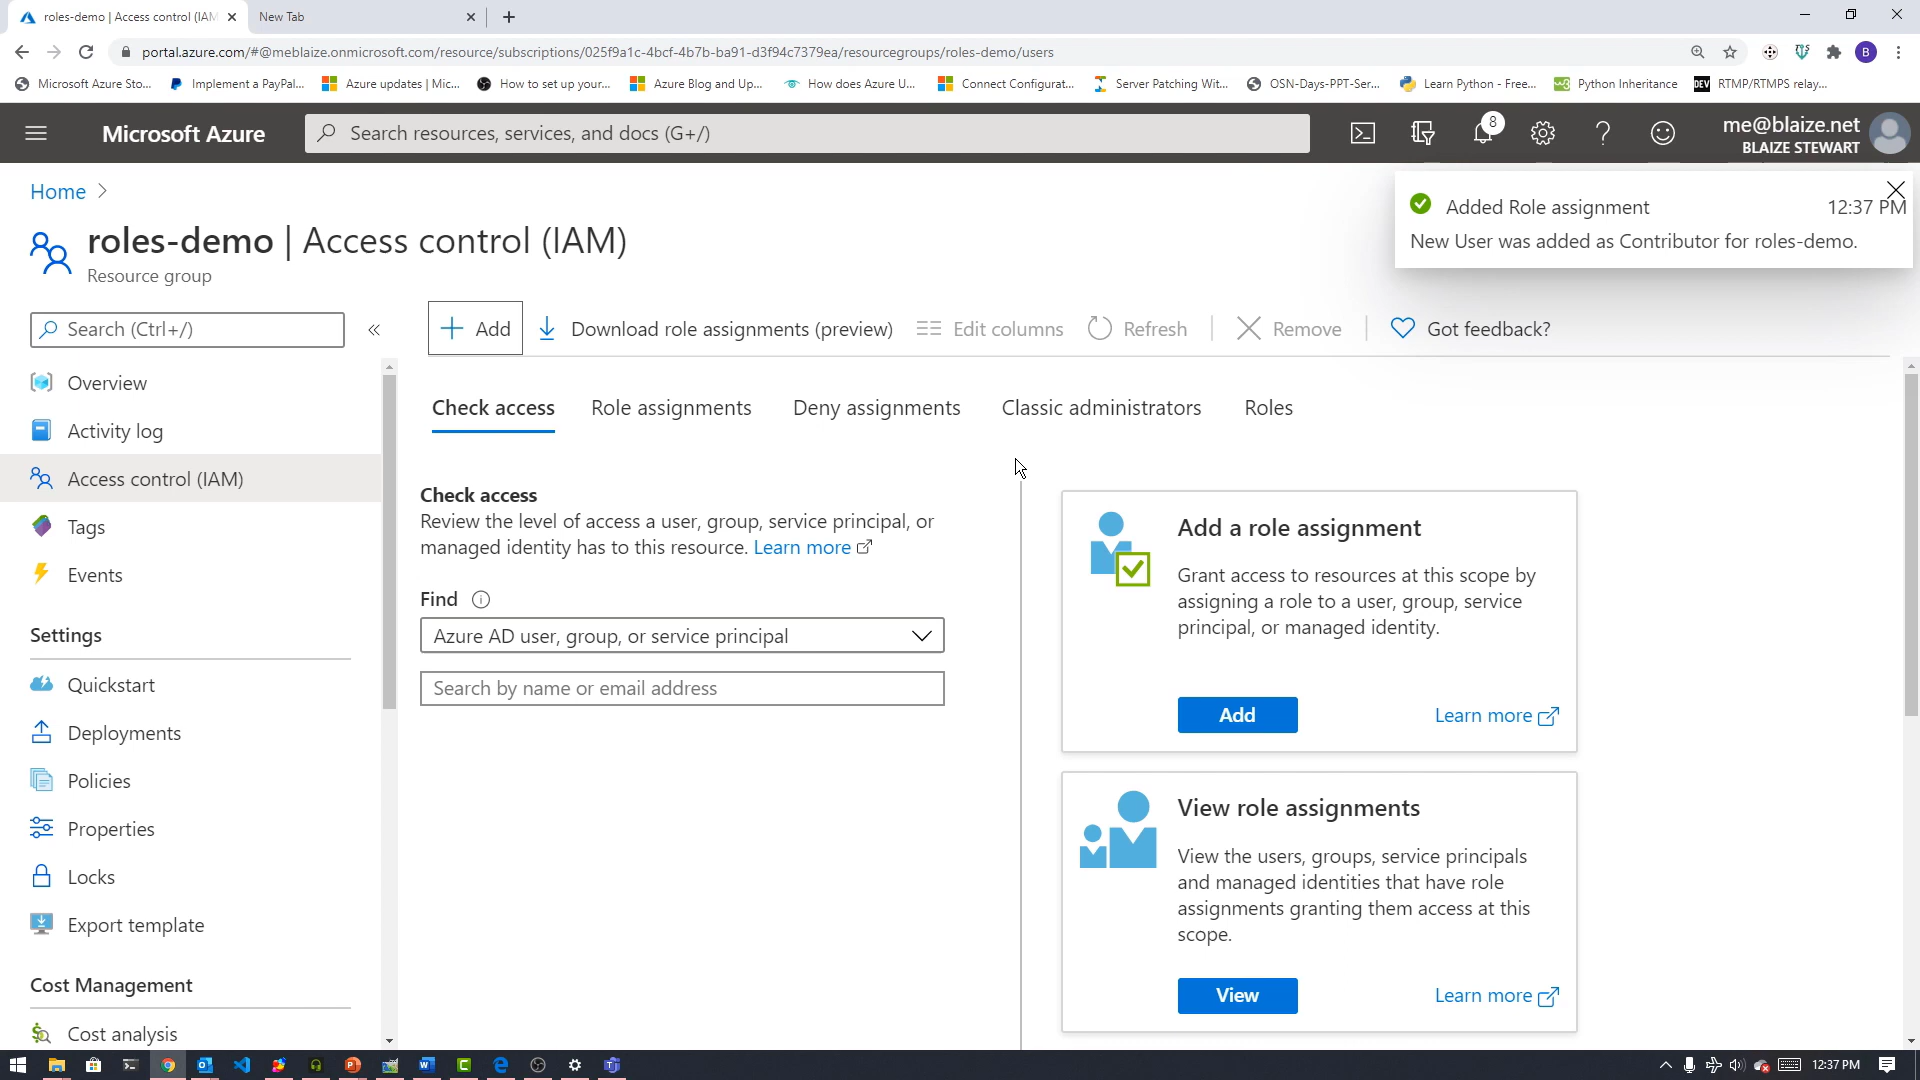 roles-demo | Access control (IAM
New Tab
portal.azure.com/#@meblaize.onmicrosoft.com/resource/subscriptions/025f9a1c-4bcf-4b7b-ba91-d3f94c7379ea/resourcegroups/roles-demo/users
B
Microsoft Azure Sto...
Implement a PayPal...
Azure updates | Mic...
How to set up your...
Azure Blog and Up...
How does Azure U...
Connect Configurat...
Server Patching Wit...
OSN-Days-PPT-Ser...
Learn Python - Free...
Python Inheritance
DEV
RTMP/RTMPS relay...
Microsoft Azure
Search resources, services, and docs (G+/)
8
me@blaize.net
BLAIZE STEWART
Home
Added Role assignment
12:37 PM
New User was added as Contributor for roles-demo.
roles-demo | Access control (IAM)
Resource group
Search (Ctrl+/)
Add
Download role assignments (preview)
Edit columns
Refresh
Remove
Got feedback?
Overview
Activity log
Access control (IAM)
Tags
Events
Settings
Quickstart
Deployments
Policies
Properties
Locks
Export template
Cost Management
Cost analysis
Check access
Role assignments
Deny assignments
Classic administrators
Roles
Check access
Review the level of access a user, group, service principal, or
managed identity has to this resource. Learn more
Find
Azure AD user, group, or service principal
Search by name or email address
Add a role assignment
Grant access to resources at this scope by
assigning a role to a user, group, service
principal, or managed identity.
Add
Learn more
View role assignments
View the users, groups, service principals
and managed identities that have role
assignments granting them access at this
scope.
View
Learn more
12:37 PM